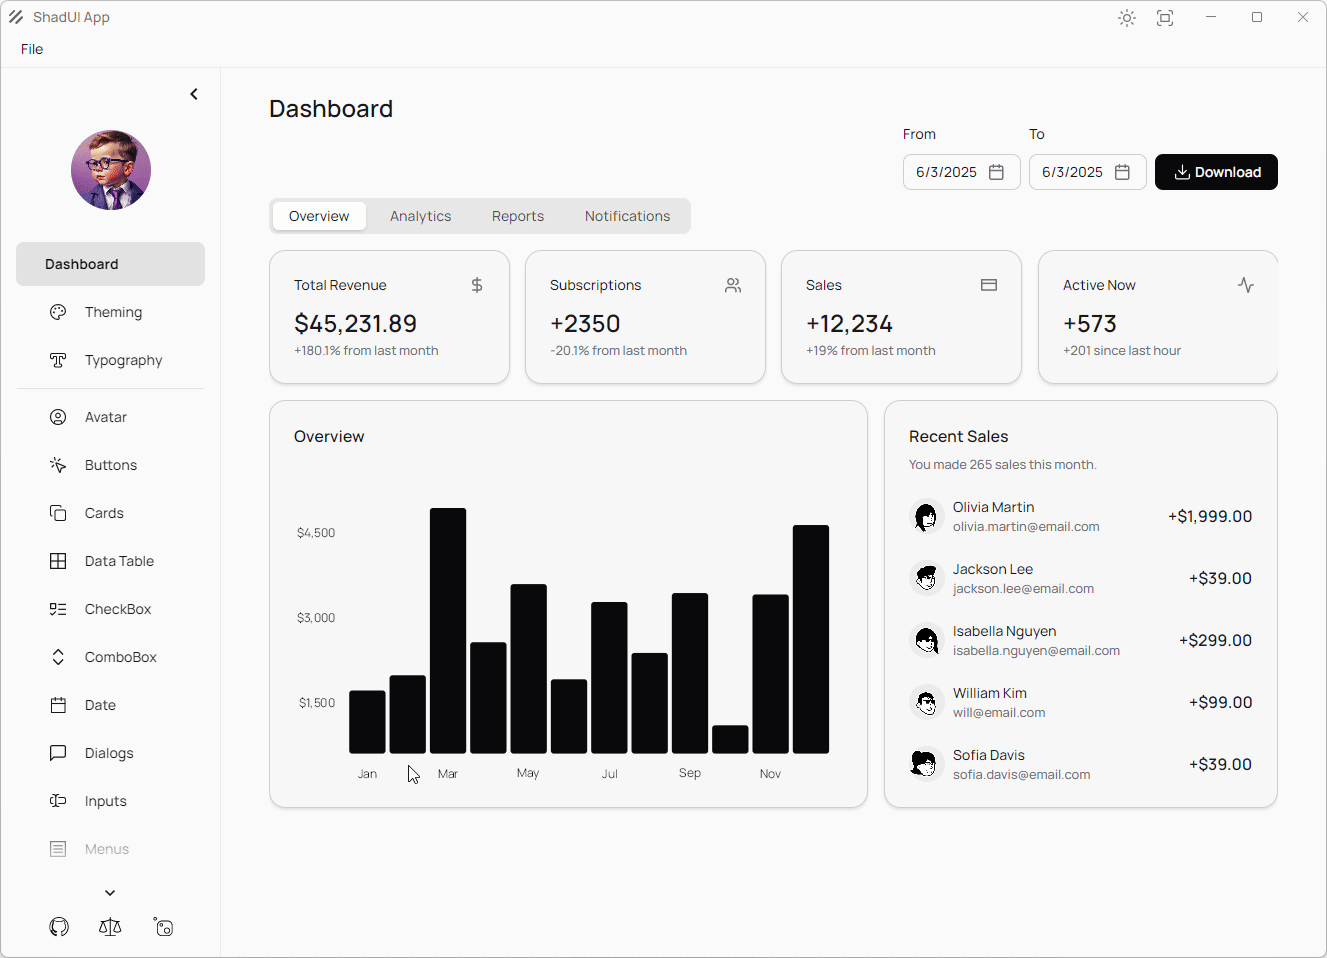 ShadUI App
File
Dashboard
Theming
Typography
Avatar
Buttons
Cards
Data Table
CheckBox
ComboBox
Date
Dialogs
Inputs
Menus
Dashboard
From
To
6/3/2025
6/3/2025
Download
Overview
Analytics
Reports
Notifications
Total Revenue
$45,231.89
+180.1% from last month
Subscriptions
+2350
-20.1% from last month
Sales
+12,234
+19% from last month
Active Now
+573
+201 since last hour
Overview
$4,500
$3,000
$1,500
Jan
Mar
May
Jul
Sep
Nov
Recent Sales
You made 265 sales this month.
Olivia Martin
olivia.martin@email.com
+$1,999.00
Jackson Lee
jackson.lee@email.com
+$39.00
Isabella Nguyen
isabella.nguyen@email.com
+$299.00
William Kim
will@email.com
+$99.00
Sofia Davis
sofia.davis@email.com
+$39.00